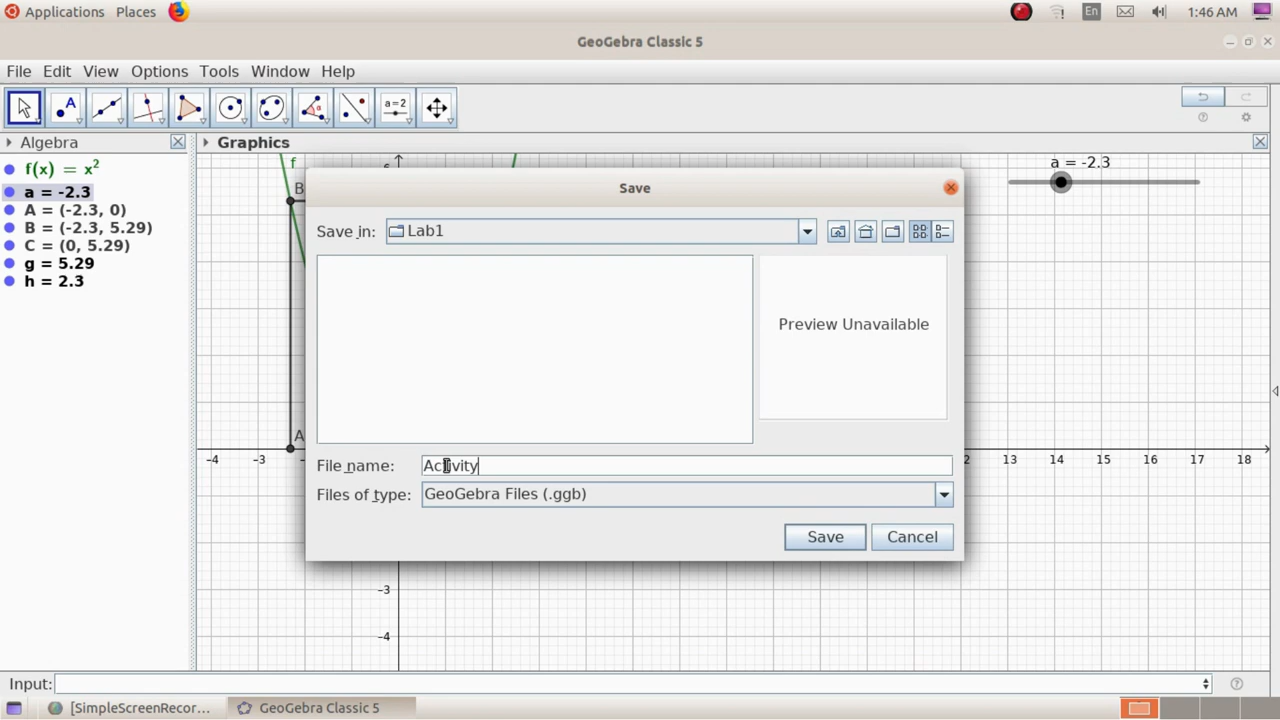 Applications Places En 1:46 AM
GeoGebra Classic 5
File Edit View Options Tools Window Help
A a=2
Algebra Graphics
f(x) = x²
a = -2.3
A = (-2.3, 0)
B = (-2.3, 5.29)
C = (0, 5.29)
g = 5.29
h = 2.3
f
a = -2.3
B
Save
Save in: Lab1
Preview Unavailable
A
File name: Activity
Files of type: GeoGebra Files (.ggb)
Save Cancel
-4 -3 13 14 15 16 17 18
-3
-4
Input:
[SimpleScreenRecor... GeoGebra Classic 5